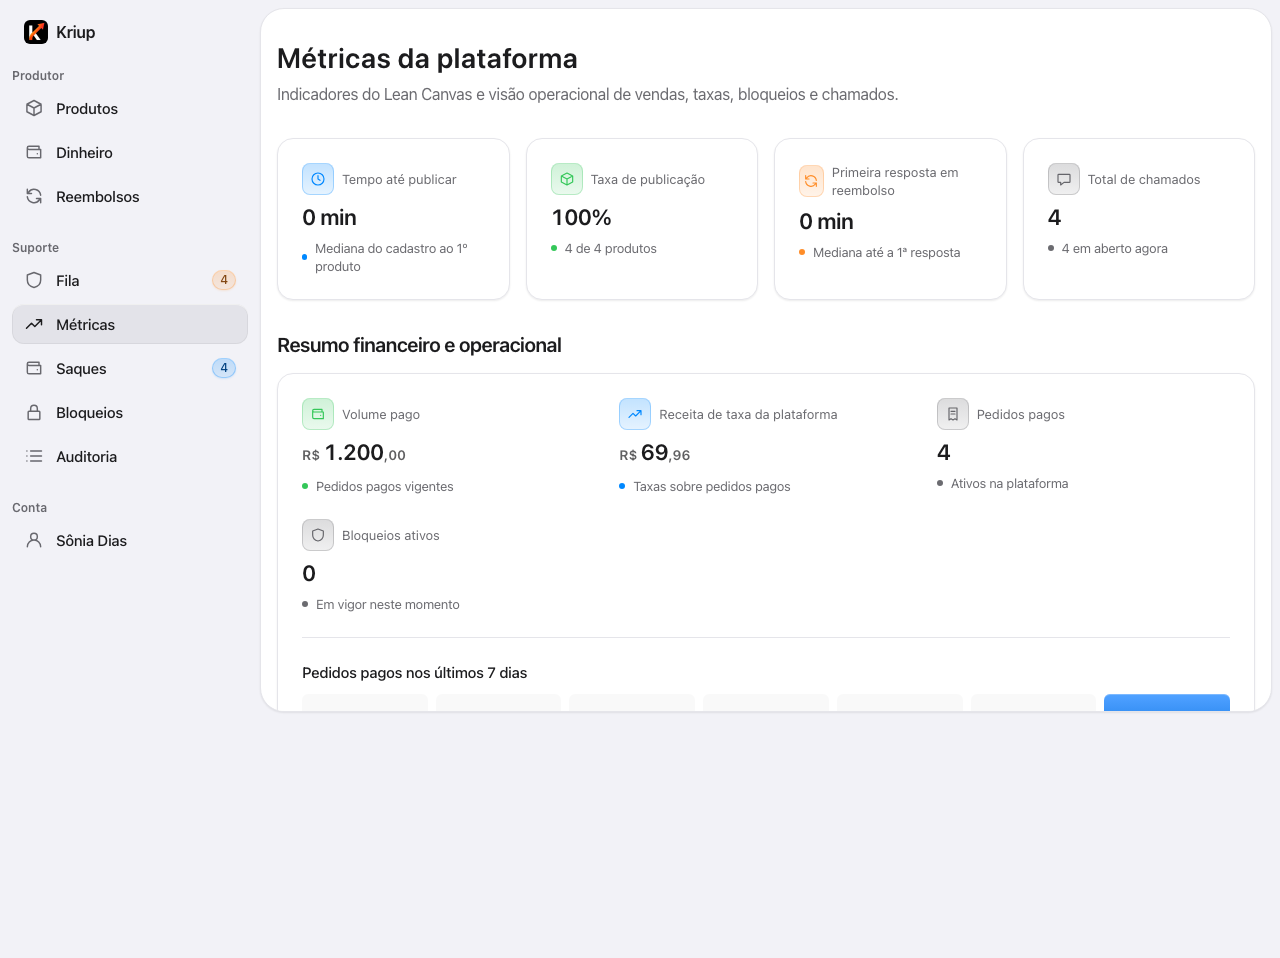 Kriup
Produtor
Produtos
Dinheiro
Reembolsos
Suporte
Fila
4
Métricas
Saques
4
Bloqueios
Auditoria
Conta
Sônia Dias
Métricas da plataforma
Indicadores do Lean Canvas e visão operacional de vendas, taxas, bloqueios e chamados.
Tempo até publicar
0 min
Mediana do cadastro ao 1º
produto
Taxa de publicação
100%
4 de 4 produtos
Primeira resposta em
reembolso
0 min
Mediana até a 1ª resposta
Total de chamados
4
4 em aberto agora
Resumo financeiro e operacional
Volume pago
R$ 1.200,00
Pedidos pagos vigentes
Receita de taxa da plataforma
R$ 69,96
Taxas sobre pedidos pagos
Pedidos pagos
4
Ativos na plataforma
Bloqueios ativos
0
Em vigor neste momento
Pedidos pagos nos últimos 7 dias